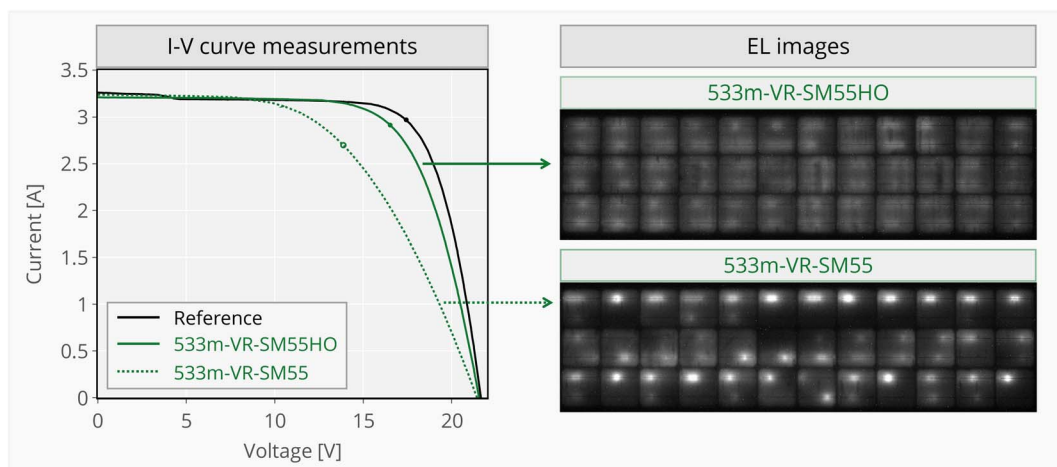 I-V curve measurements
EL images
533m-VR-SM55HO
533m-VR-SM55
Current [A]
3.5
3
2.5
2
1.5
1
0.5
0
Reference
533m-VR-SM55HO
533m-VR-SM55
0 5 10 15 20
Voltage [V]